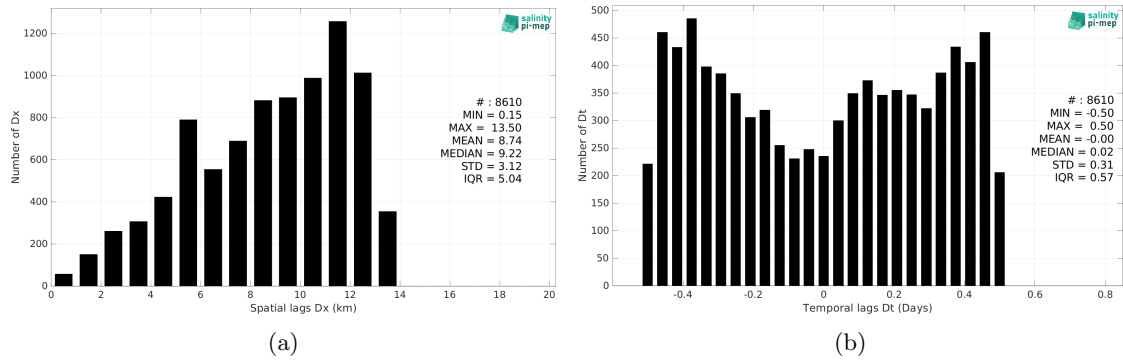 salinity
pi-mep
1200
1000
800
600
400
200
0
Number of Dx
# : 8610
MIN = 0.15
MAX = 13.50
MEAN = 8.74
MEDIAN = 9.22
STD = 3.12
IQR = 5.04
0 2 4 6 8 10 12 14 16 18 20
Spatial lags Dx (km)
(a)
salinity
pi-mep
500
450
400
350
300
250
200
150
100
50
0
Number of Dt
# : 8610
MIN = -0.50
MAX = 0.50
MEAN = -0.00
MEDIAN = 0.02
STD = 0.31
IQR = 0.57
-0.4 -0.2 0 0.2 0.4 0.6 0.8
Temporal lags Dt (Days)
(b)